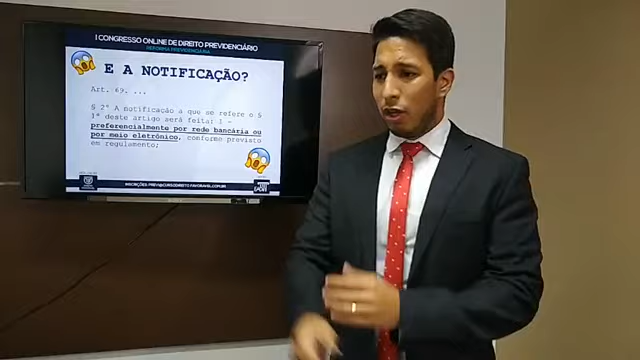 I CONGRESSO ONLINE DE DIREITO PREVIDENCIÁRIO
REFORMA PREVIDENCIÁRIA
E A NOTIFICAÇÃO?
Art. 69. ...
§ 2º A notificação a que se refere o §
1º deste artigo será feita: I -
preferencialmente por rede bancária ou
por meio eletrônico, conforme previsto
em regulamento;